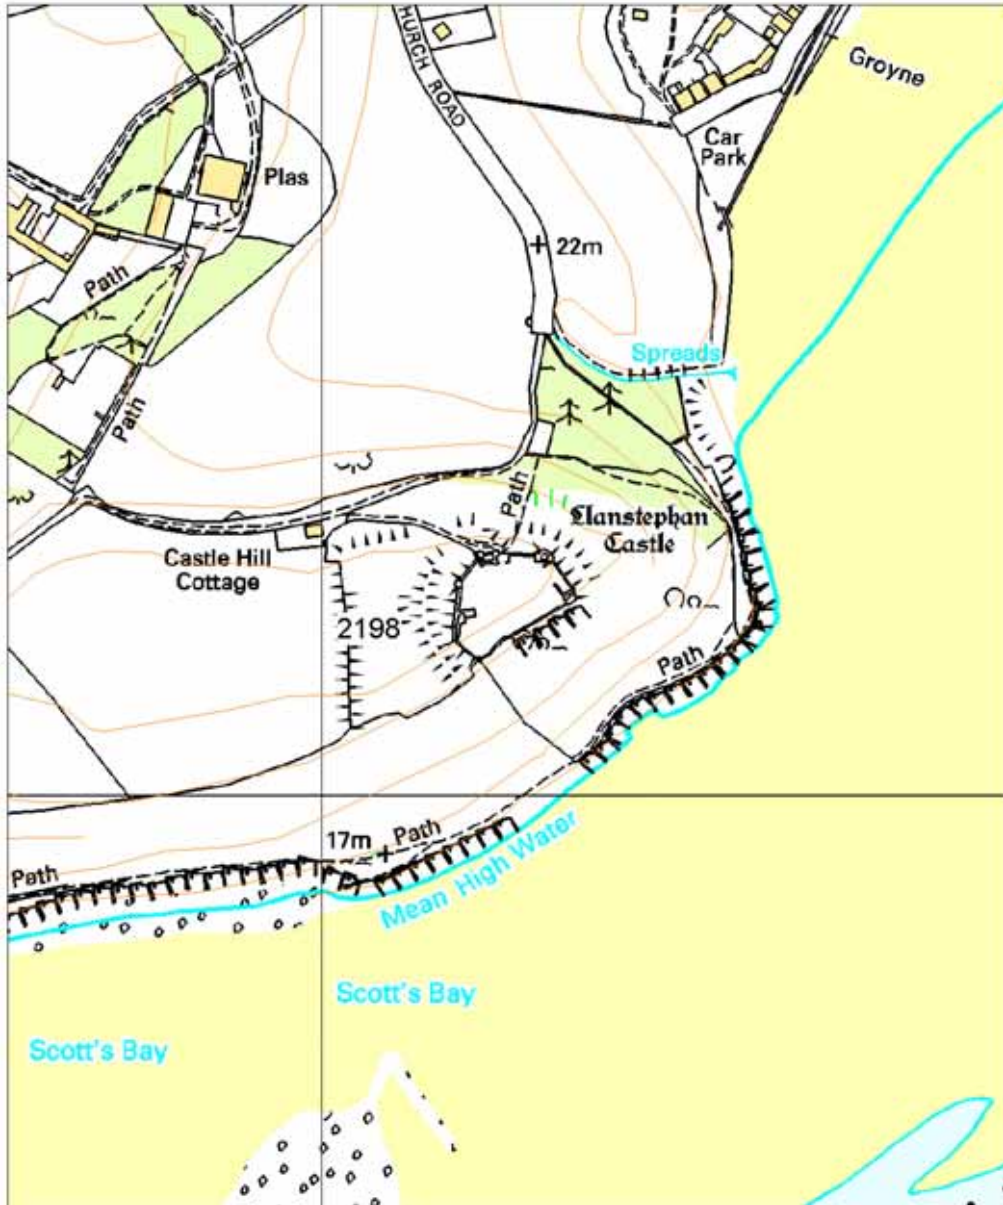 CHURCH ROAD
Groyne
Car
Park
Plas
22m
Path
Spreads
Path
Path
Llanstephan
Castle
Castle Hill
Cottage
2198
Path
17m
Path
Path
Mean High Water
Scott's Bay
Scott's Bay